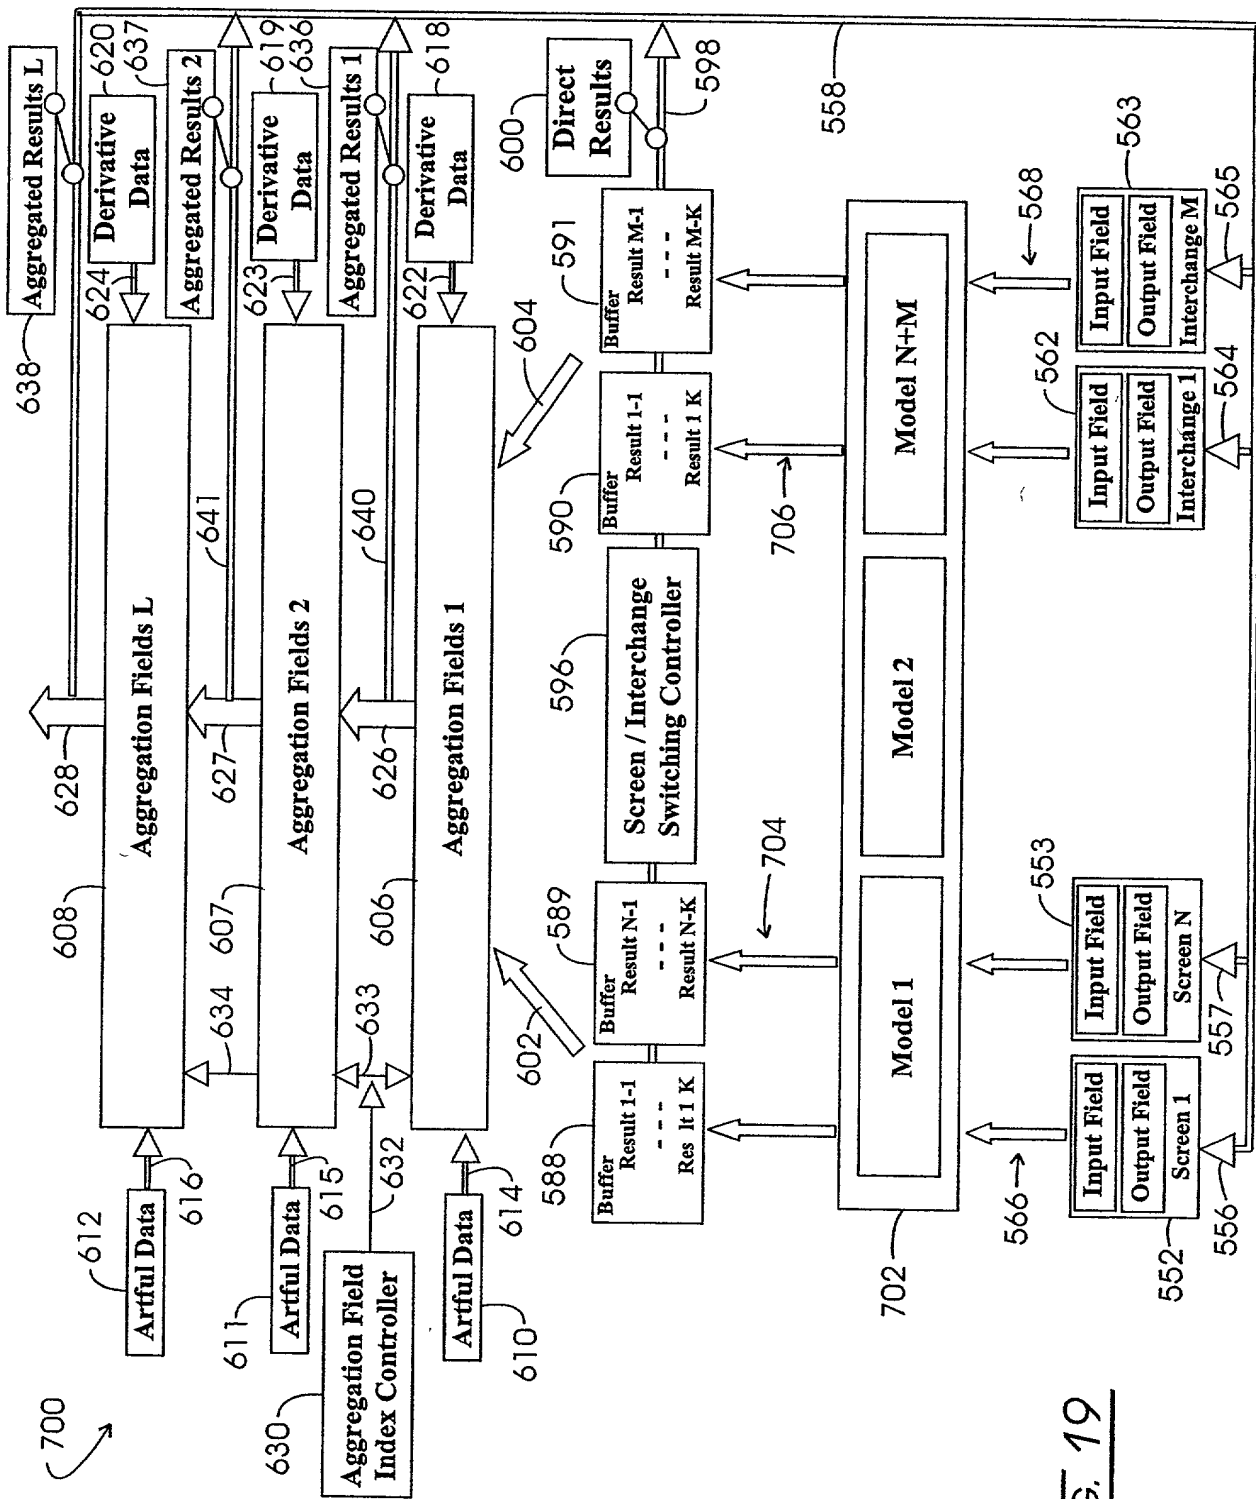 700
638
Aggregated Results L
612
Artful Data
616
608
Aggregation Fields L
628
624
Derivative
Data
620
634
641
637
Aggregated Results 2
611
Artful Data
615
607
Aggregation Fields 2
627
623
Derivative
Data
619
630
Aggregation Field
Index Controller
632
633
640
636
Aggregated Results 1
610
Artful Data
614
606
Aggregation Fields 1
626
622
Derivative
Data
618
602
604
600
Direct
Results
598
588
Buffer
Result 1-1
- - -
Res lt 1 K
589
Buffer
Result N-1
- - -
Result N-K
596
Screen / Interchange
Switching Controller
590
Buffer
Result 1-1
- - -
Result 1 K
591
Buffer
Result M-1
- - -
Result M-K
704
706
558
702
Model 1
Model 2
Model N+M
566
568
552
Input Field
Output Field
Screen 1
556
553
Input Field
Output Field
Screen N
557
562
Input Field
Output Field
Interchange 1
564
563
Input Field
Output Field
Interchange M
565
G. 19